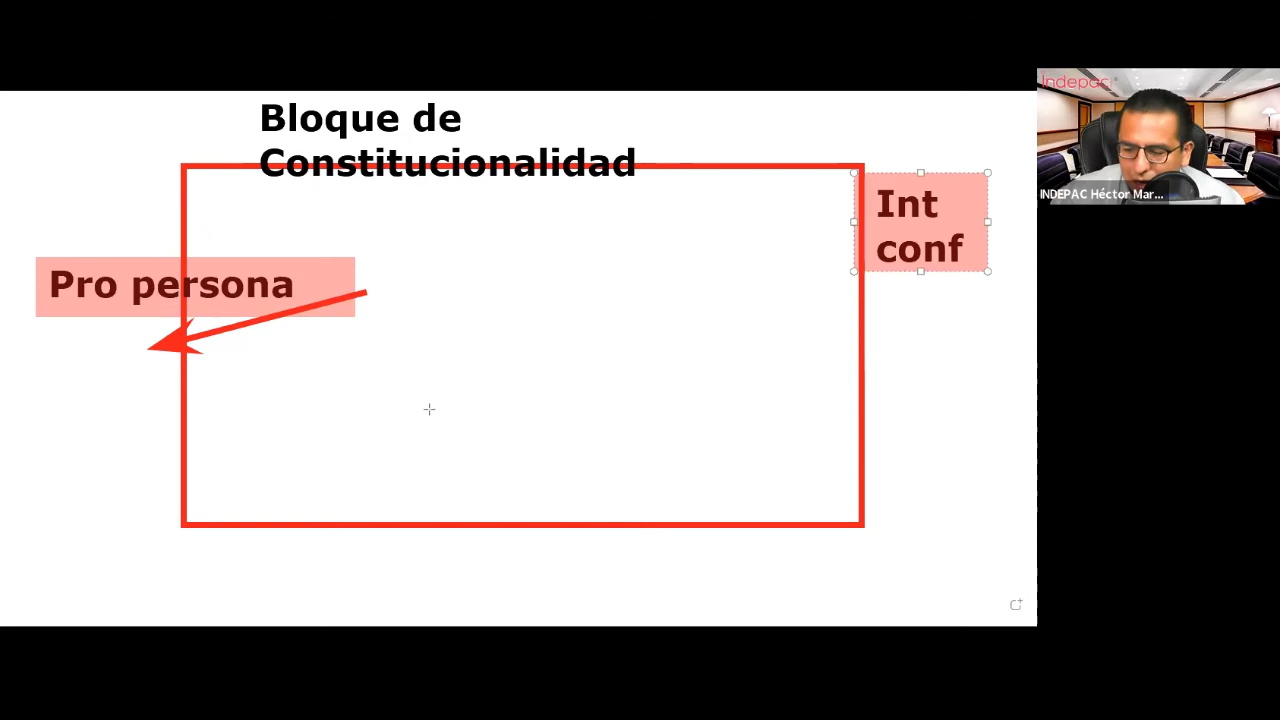 Bloque de
Constitucionalidad
Indepac
Int
conf
INDEPAC Héctor Mar...
Pro persona